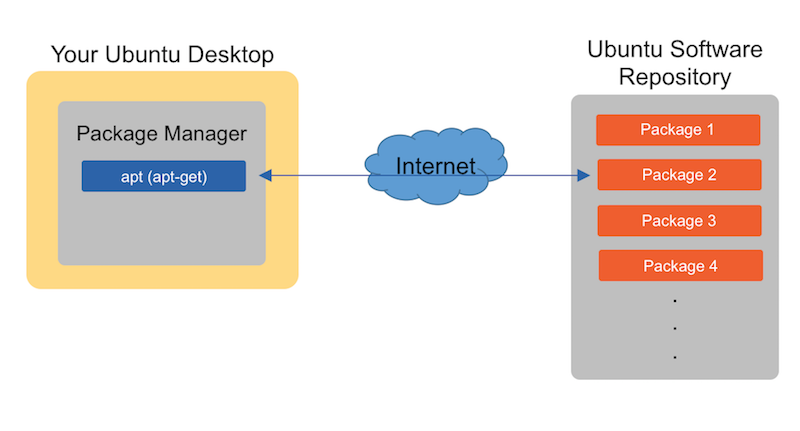 Your Ubuntu Desktop
Package Manager
apt (apt-get)
Internet
Ubuntu Software
Repository
Package 1
Package 2
Package 3
Package 4
.
.
.